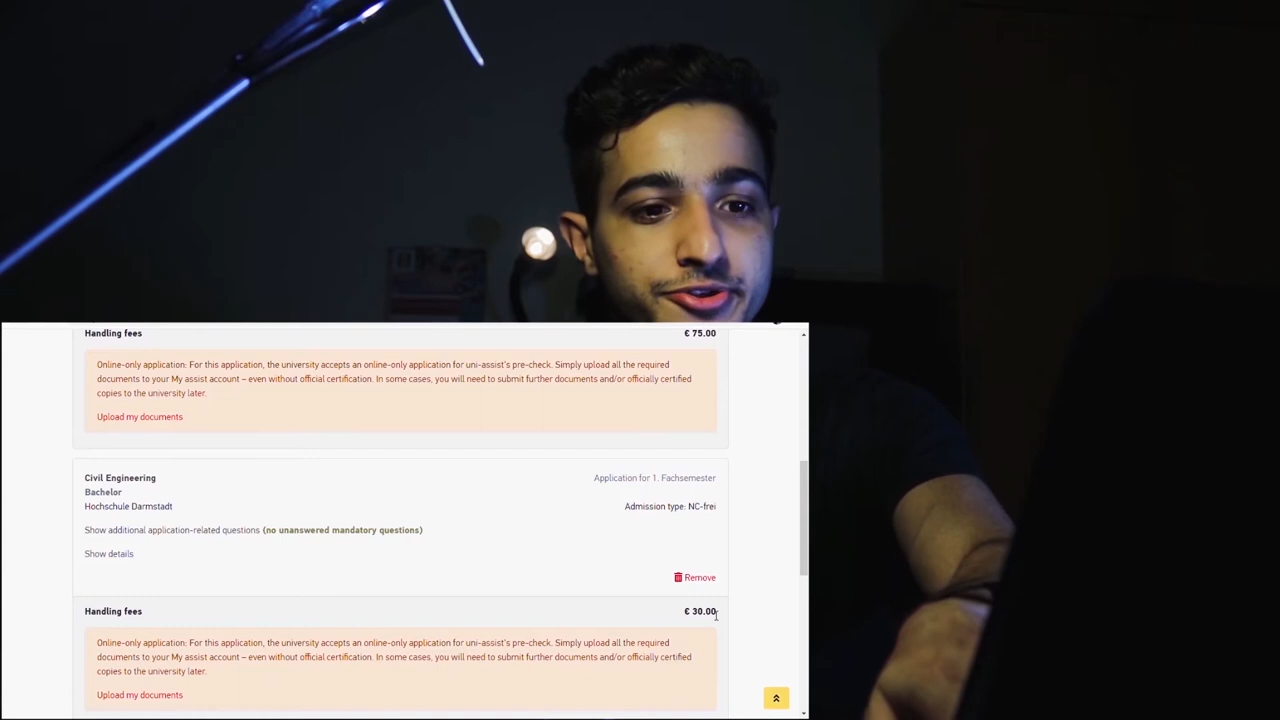 Handling fees € 75.00
Online-only application: For this application, the university accepts an online-only application for uni-assist's pre-check. Simply upload all the required
documents to your My assist account – even without official certification. In some cases, you will need to submit further documents and/or officially certified
copies to the university later.
Upload my documents
Civil Engineering Application for 1. Fachsemester
Bachelor
Hochschule Darmstadt Admission type: NC-frei
Show additional application-related questions (no unanswered mandatory questions)
Show details
Remove
Handling fees € 30.00
Online-only application: For this application, the university accepts an online-only application for uni-assist's pre-check. Simply upload all the required
documents to your My assist account – even without official certification. In some cases, you will need to submit further documents and/or officially certified
copies to the university later.
Upload my documents